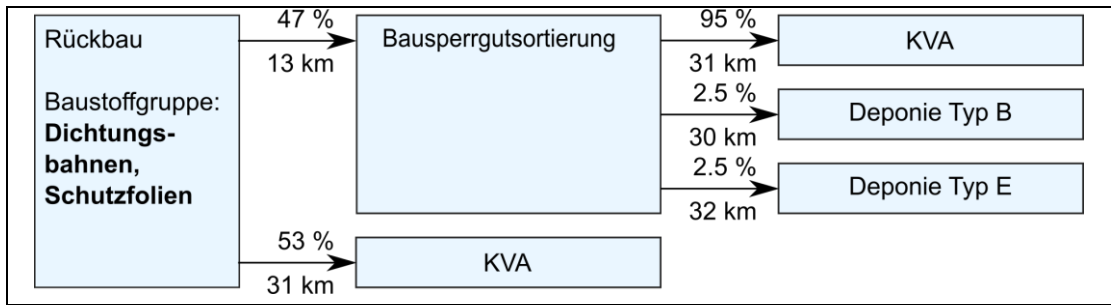 Rückbau
Baustoffgruppe:
Dichtungs-
bahnen,
Schutzfolien
47 %
13 km
Bausperrgutsortierung
95 %
31 km
KVA
2.5 %
30 km
Deponie Typ B
2.5 %
32 km
Deponie Typ E
53 %
31 km
KVA